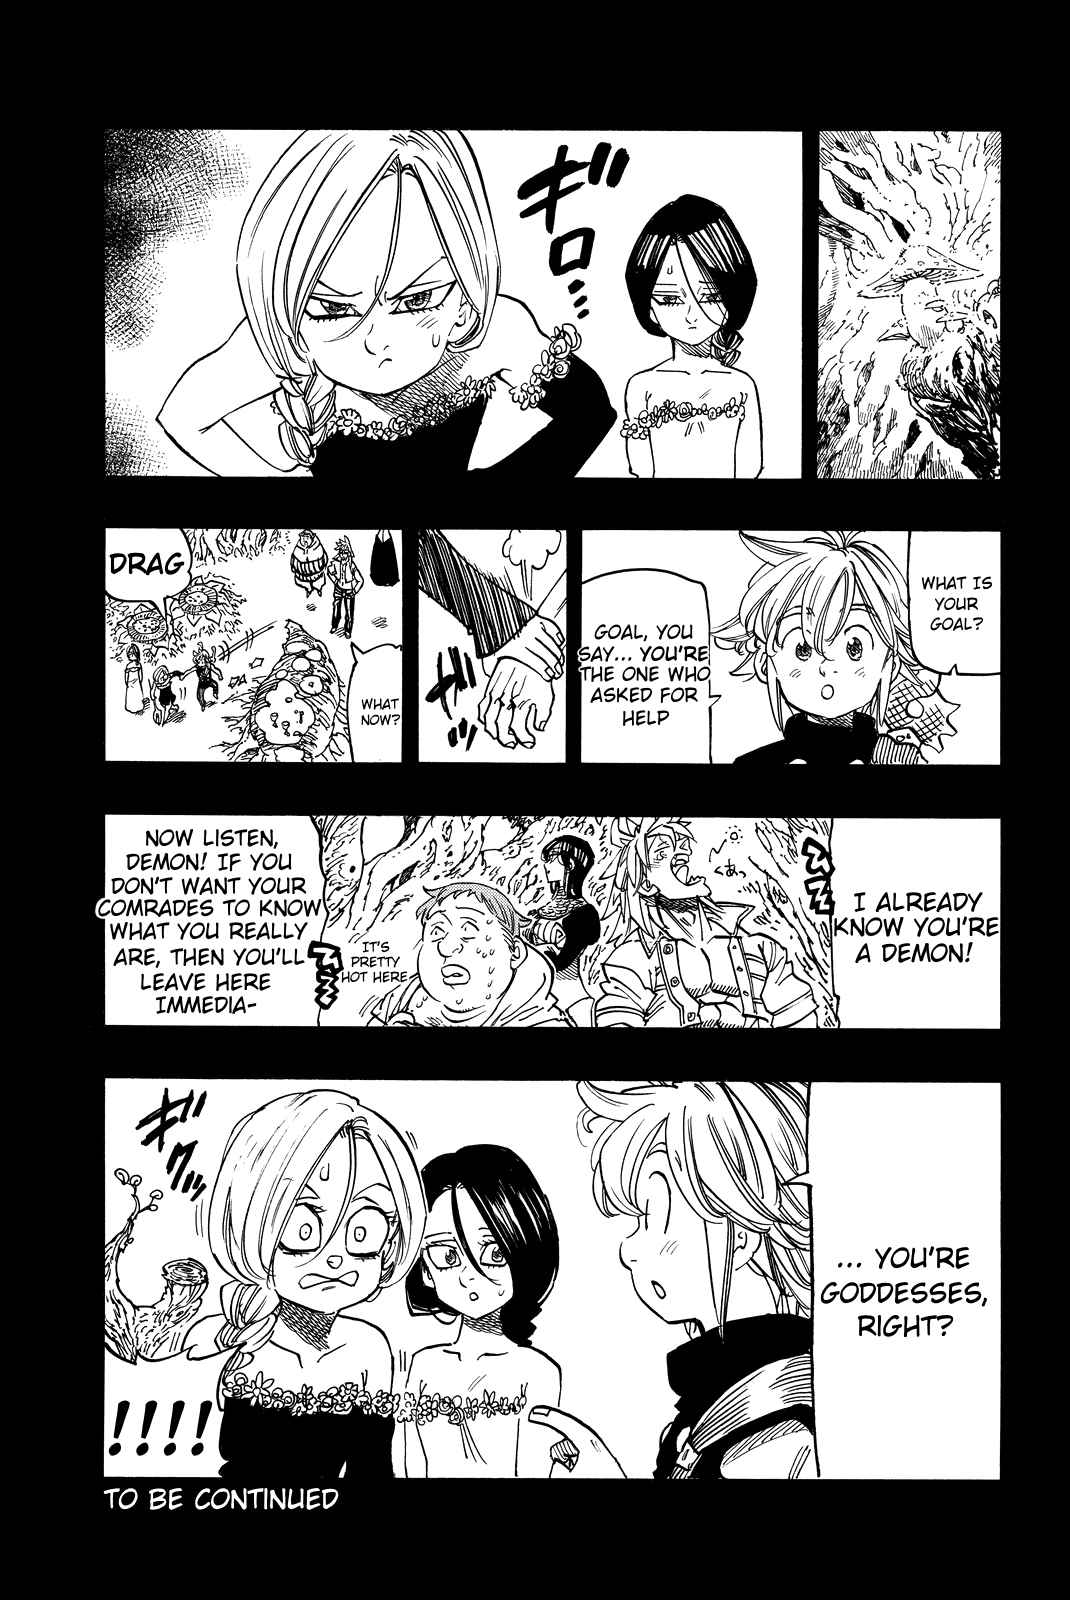 ギ
ロ...
WHAT IS
YOUR
GOAL?
GOAL, YOU
SAY... YOU'RE
THE ONE WHO
ASKED FOR
HELP
DRAG
WHAT
NOW?
I ALREADY
KNOW YOU'RE
A DEMON!
くあっ
IT'S
PRETTY
HOT HERE
NOW LISTEN,
DEMON! IF YOU
DON'T WANT YOUR
COMRADES TO KNOW
WHAT YOU REALLY
ARE, THEN YOU'LL
LEAVE HERE
IMMEDIA-
... YOU'RE
GODDESSES,
RIGHT?
ギクッ
!!!!
TO BE CONTINUED